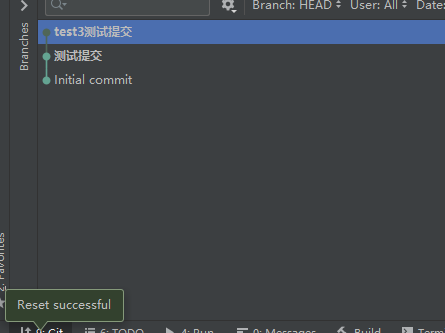 Branch: HEAD User: All Date:
Branches
test3测试提交
测试提交
Initial commit
2: Favorites
Reset successful
9: Git 6: TODO 4: Run 0: Messages Build Term